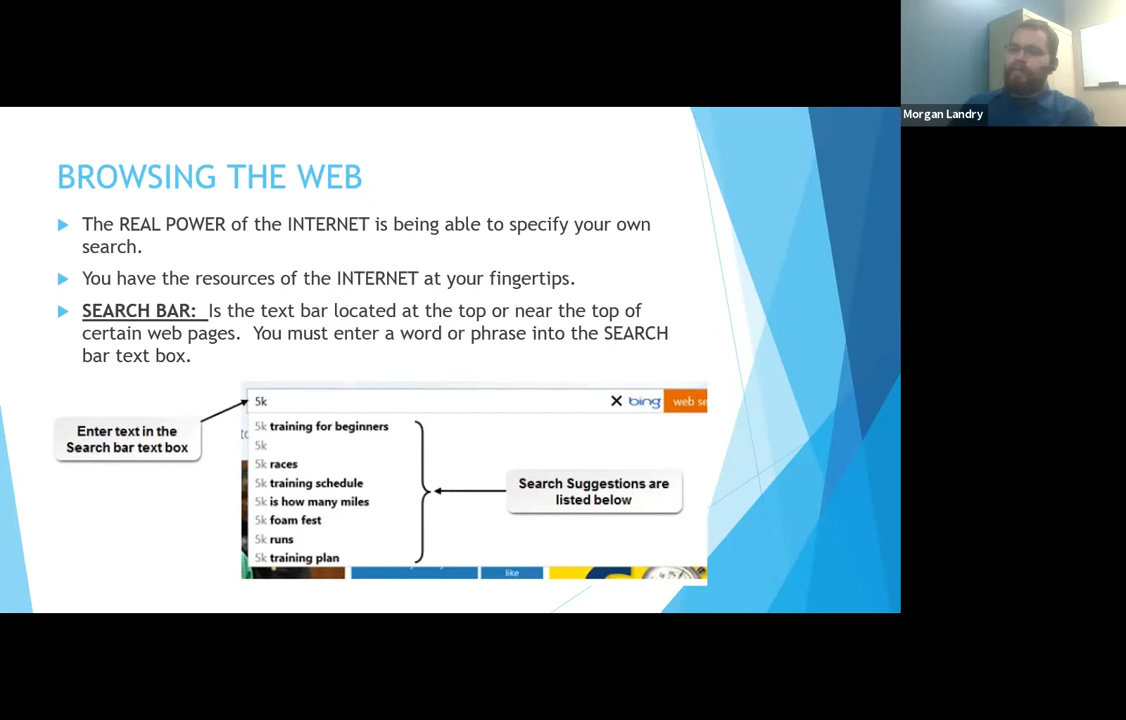 Morgan Landry
BROWSING THE WEB
The REAL POWER of the INTERNET is being able to specify your own
search.
You have the resources of the INTERNET at your fingertips.
SEARCH BAR: Is the text bar located at the top or near the top of
certain web pages. You must enter a word or phrase into the SEARCH
bar text box.
5k
bing
web se
Enter text in the
Search bar text box
5k training for beginners
5k
5k races
5k training schedule
5k is how many miles
5k foam fest
5k runs
5k training plan
Search Suggestions are
listed below
like